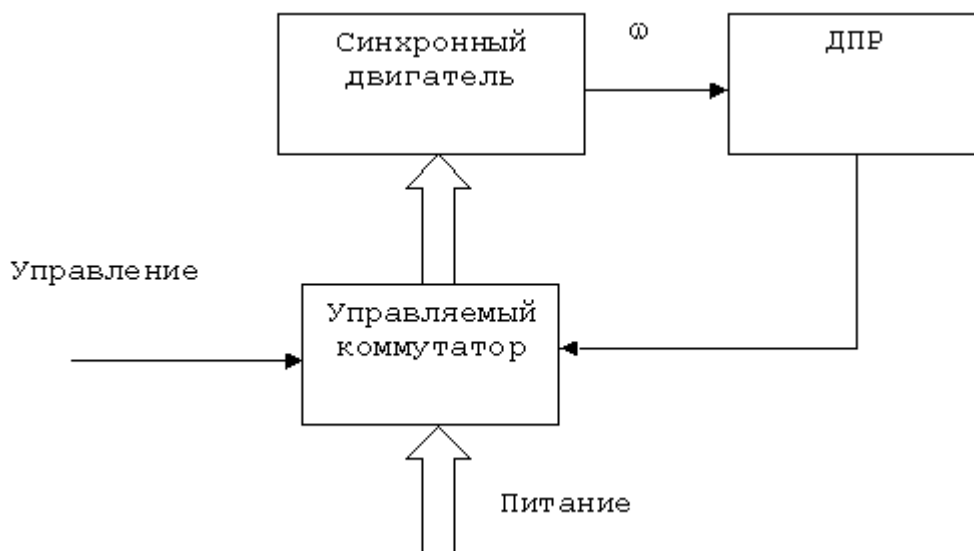 Синхронный
двигатель
ω
ДПР
Управление
Управляемый
коммутатор
Питание